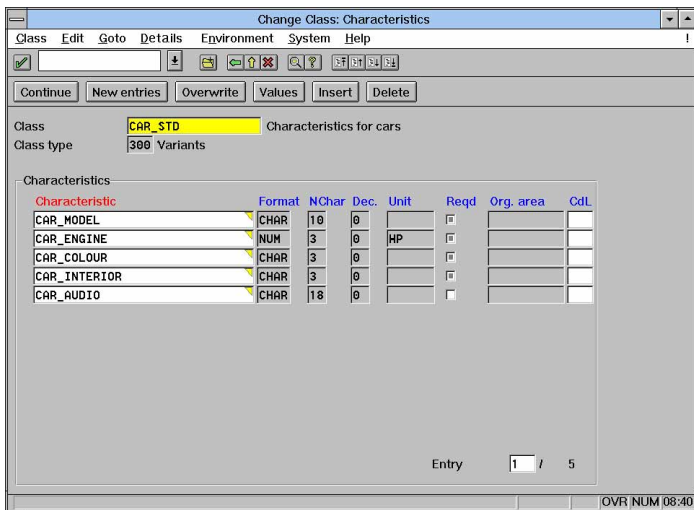 Change Class: Characteristics
Class Edit Goto Details Environment System Help !
Continue New entries Overwrite Values Insert Delete
Class CAR_STD Characteristics for cars
Class type 300 Variants
Characteristics
Characteristic Format NChar Dec. Unit Reqd Org. area CdL
CAR_MODEL CHAR 10 0
CAR_ENGINE NUM 3 0 HP
CAR_COLOUR CHAR 3 0
CAR_INTERIOR CHAR 3 0
CAR_AUDIO CHAR 18 0
Entry 1 / 5
OVR NUM 08:40